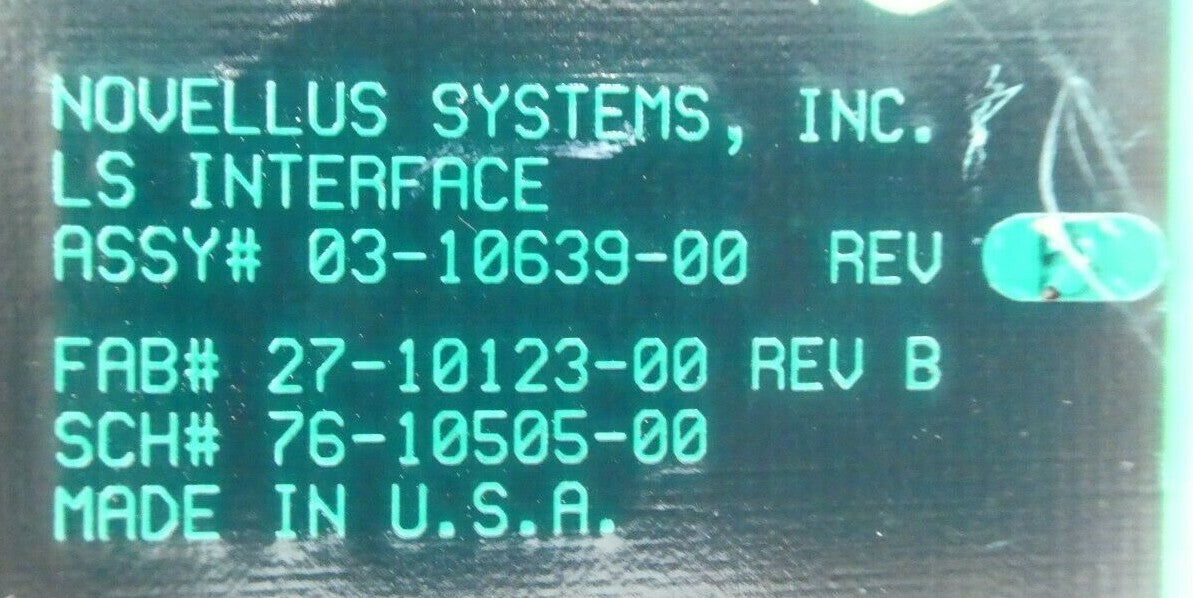 NOVELLUS SYSTEMS, INC.
LS INTERFACE
ASSY# 03-10639-00 REV
FAB# 27-10123-00 REV B
SCH# 76-10505-00
MADE IN U.S.A.